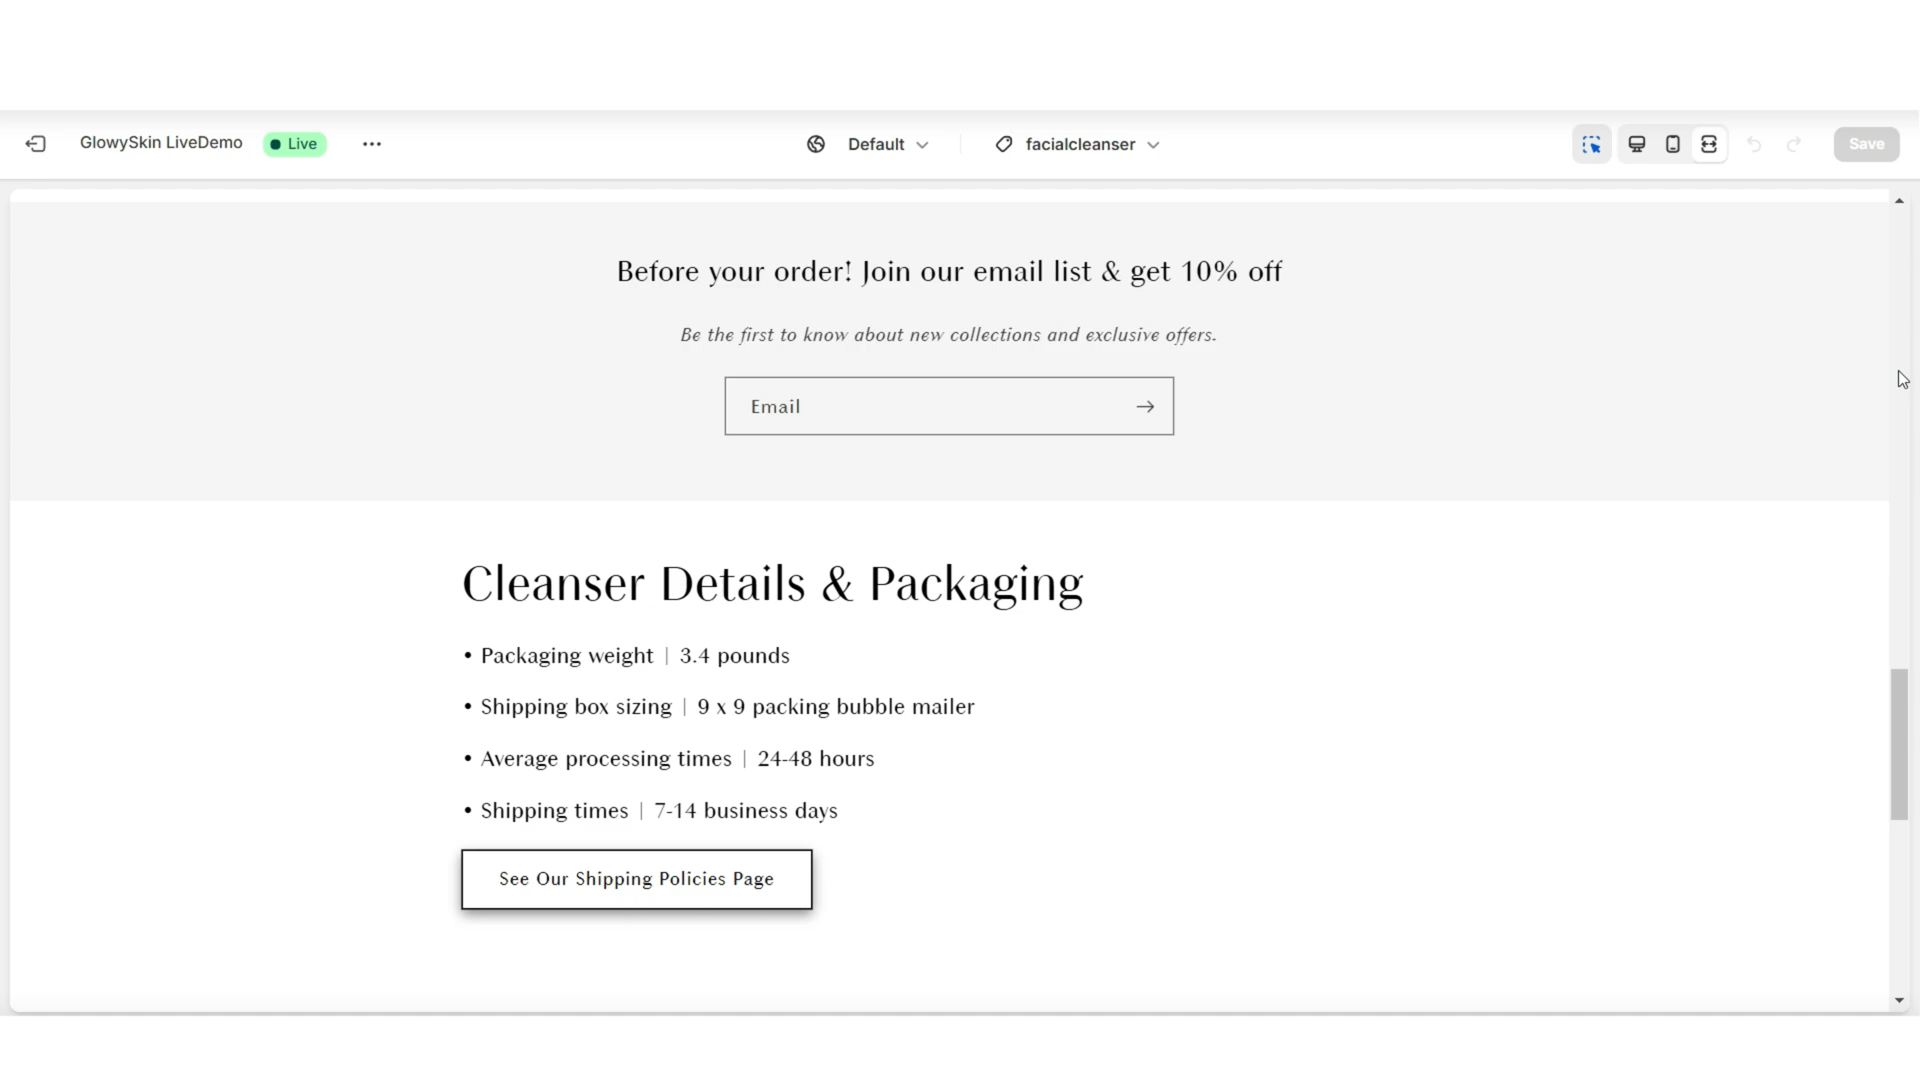 GlowySkin LiveDemo
Live
Default
facialcleanser
Save
Before your order! Join our email list & get 10% off
Be the first to know about new collections and exclusive offers.
Email
Cleanser Details & Packaging
• Packaging weight | 3.4 pounds
• Shipping box sizing | 9 x 9 packing bubble mailer
• Average processing times | 24-48 hours
• Shipping times | 7-14 business days
See Our Shipping Policies Page